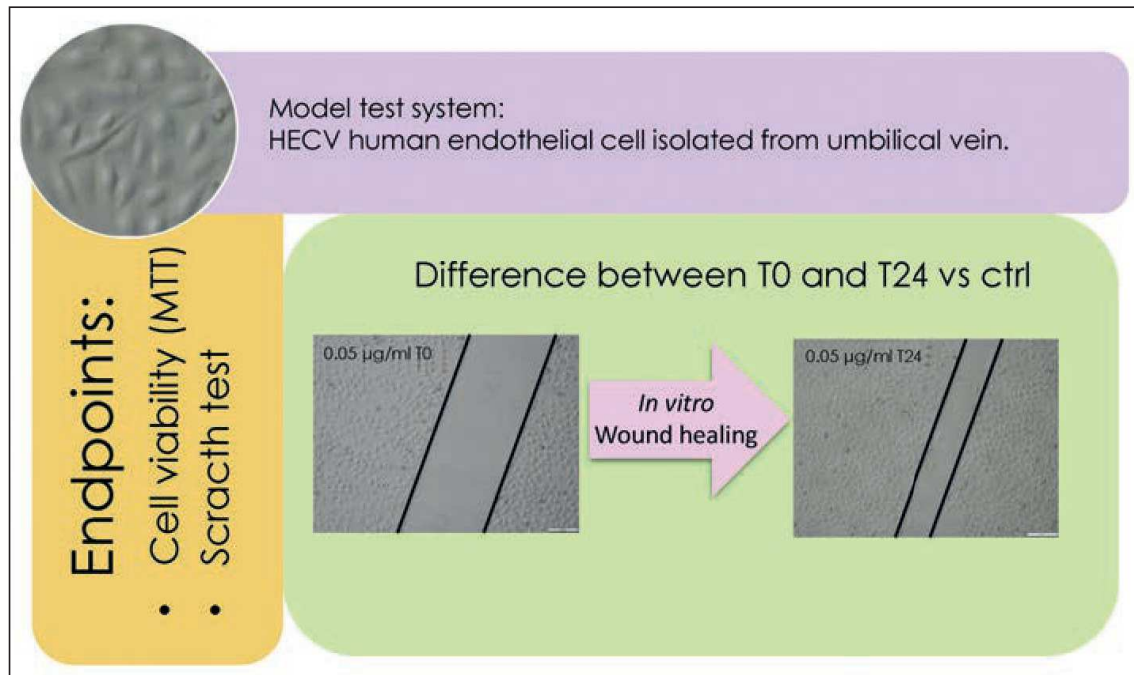 Model test system:
HECV human endothelial cell isolated from umbilical vein.
Endpoints:
• Cell viability (MTT)
• Scracth test
Difference between T0 and T24 vs ctrl
0.05 µg/ml T0
In vitro
Wound healing
0.05 µg/ml T24